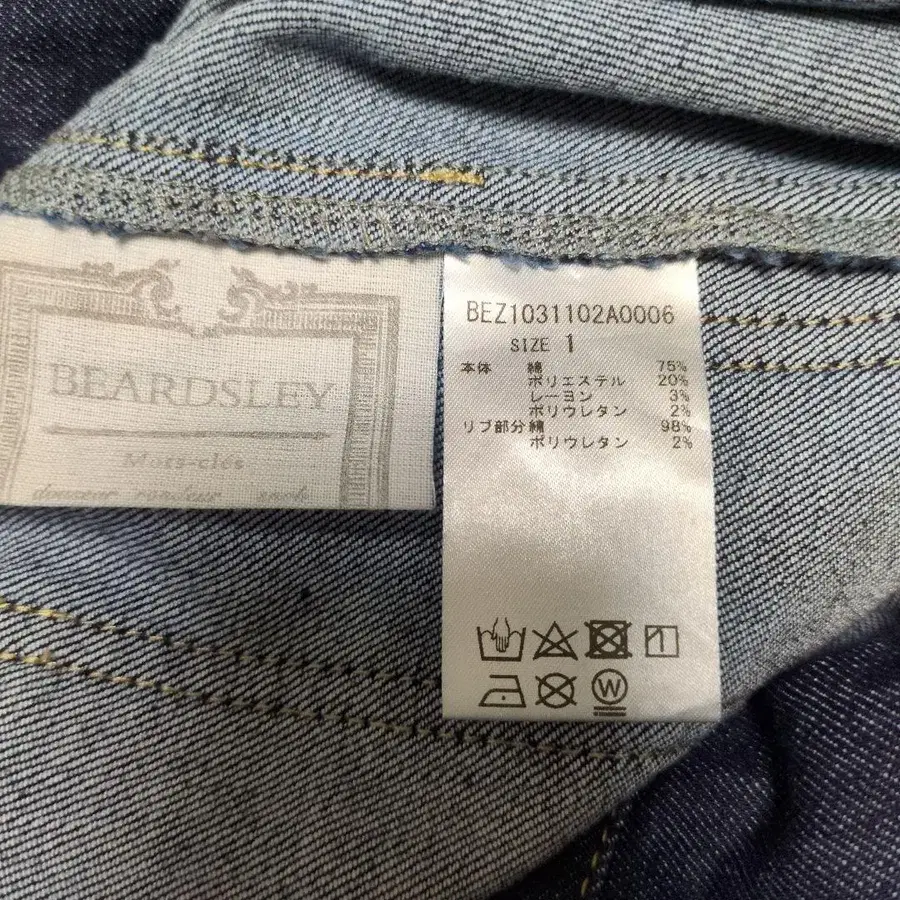 BEARDSLEY
Mots-clés
douceur rondeur
BEZ1031102A0006
SIZE 1
本体 綿 75%
ポリエステル 20%
レーヨン 3%
ポリウレタン 2%
リブ部分綿 98%
ポリウレタン 2%
W